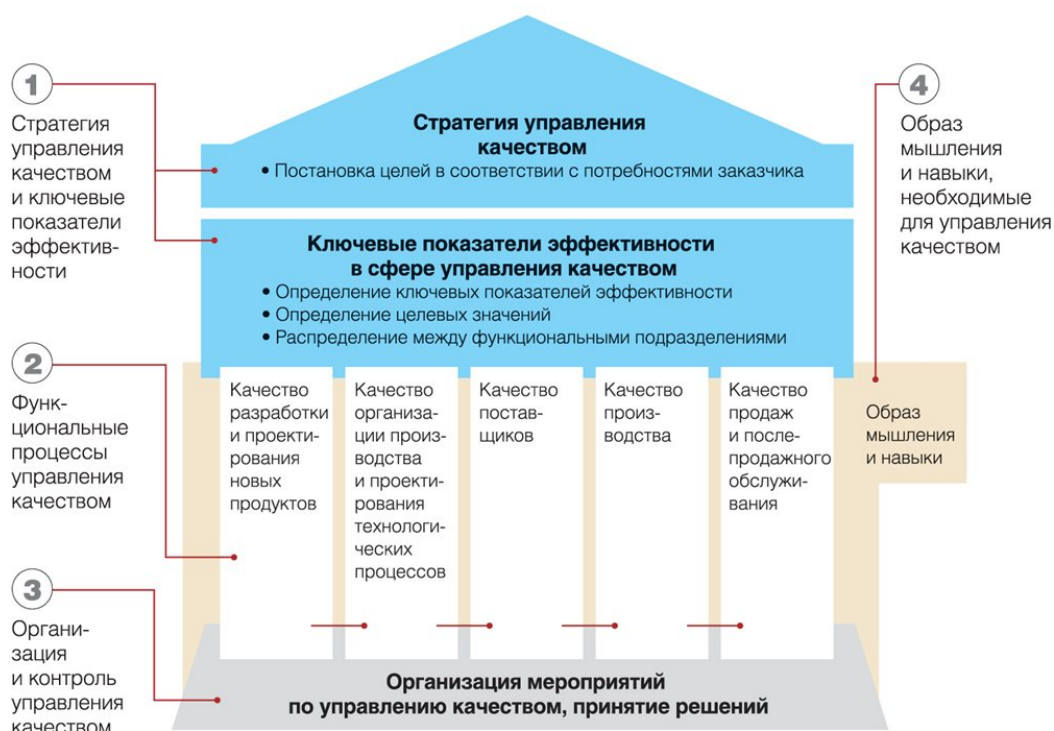 1
Стратегия
управления
качеством
и ключевые
показатели
эффектив-
ности
Стратегия управления
качеством
• Постановка целей в соответствии с потребностями заказчика
4
Образ
мышления
и навыки,
необходимые
для управления
качеством
Ключевые показатели эффективности
в сфере управления качеством
• Определение ключевых показателей эффективности
• Определение целевых значений
• Распределение между функциональными подразделениями
2
Функ-
циональные
процессы
управления
качеством
Качество
разработки
и проекти-
рования
новых
продуктов
Качество
организа-
ции произ-
водства
и проекти-
рования
технологи-
ческих
процессов
Качество
постав-
щиков
Качество
произ-
водства
Качество
продаж
и после-
продажного
обслужи-
вания
Образ
мышления
и навыки
3
Органи-
зация
и контроль
управления
качеством
Организация мероприятий
по управлению качеством, принятие решений